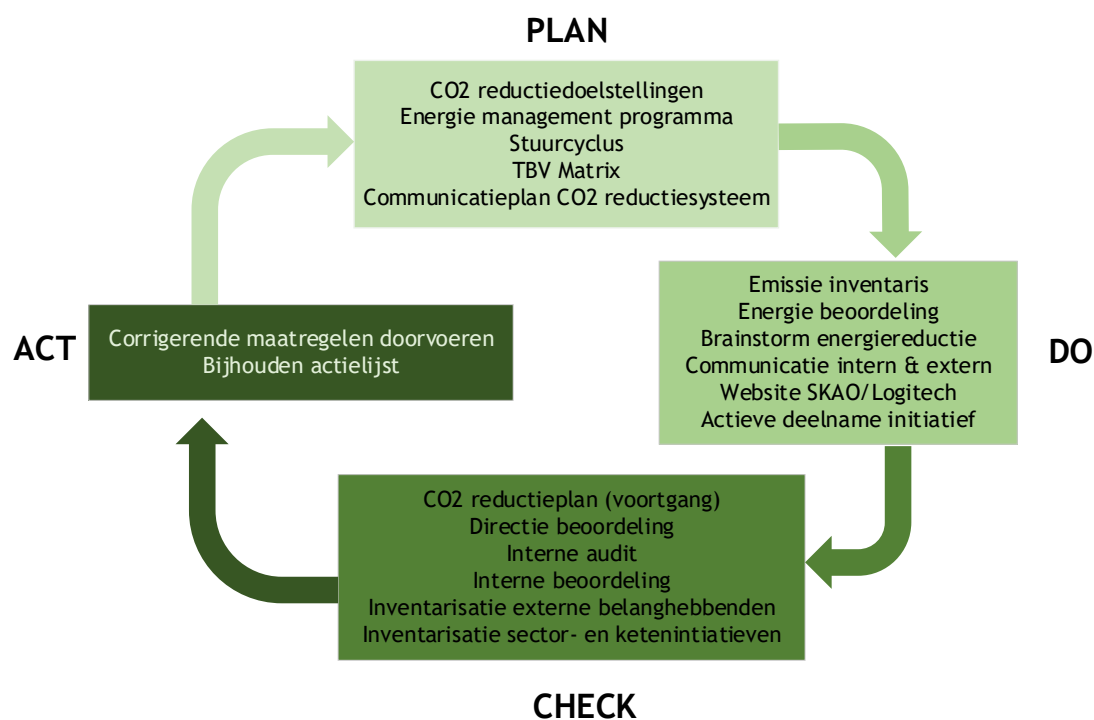 PLAN
CO2 reductiedoelstellingen
Energie management programma
Stuurcyclus
TBV Matrix
Communicatieplan CO2 reductiesysteem
DO
Emissie inventaris
Energie beoordeling
Brainstorm energiereductie
Communicatie intern & extern
Website SKAO/Logitech
Actieve deelname initiatief
CHECK
CO2 reductieplan (voortgang)
Directie beoordeling
Interne audit
Interne beoordeling
Inventarisatie externe belanghebbenden
Inventarisatie sector- en ketenintiatieven
ACT
Corrigerende maatregelen doorvoeren
Bijhouden actielijst